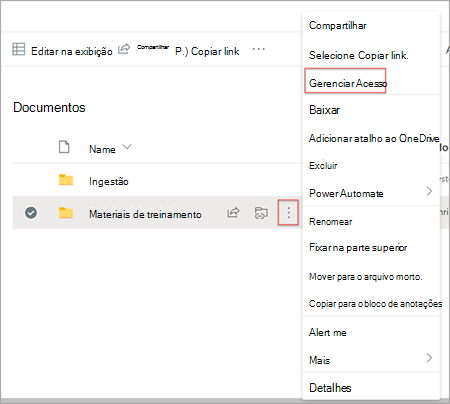 Editar na exibição Compartilhar P.) Copiar link ...
Documentos
Name
Ingestão
Materiais de treinamento
Compartilhar
Selecione Copiar link.
Gerenciar Acesso
Baixar
Adicionar atalho ao OneDrive
Excluir
Power Automate
Renomear
Fixar na parte superior
Mover para o arquivo morto.
Copiar para o bloco de anotações
Alert me
Mais
Detalhes